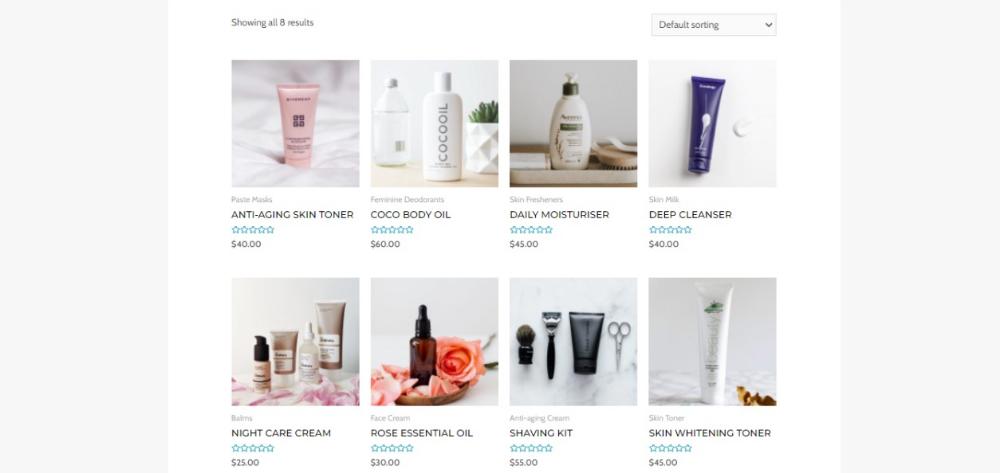 Showing all 8 results
Default sorting
GIVENCHY
COCOOIL
Aveeno
Paste Masks
Feminine Deodorants
Skin Fresheners
Skin Milk
ANTI-AGING SKIN TONER
COCO BODY OIL
DAILY MOISTURISER
DEEP CLEANSER
$40.00
$60.00
$45.00
$40.00
Balms
Face Cream
Anti-aging Cream
Skin Toner
NIGHT CARE CREAM
ROSE ESSENTIAL OIL
SHAVING KIT
SKIN WHITENING TONER
$25.00
$30.00
$55.00
$45.00